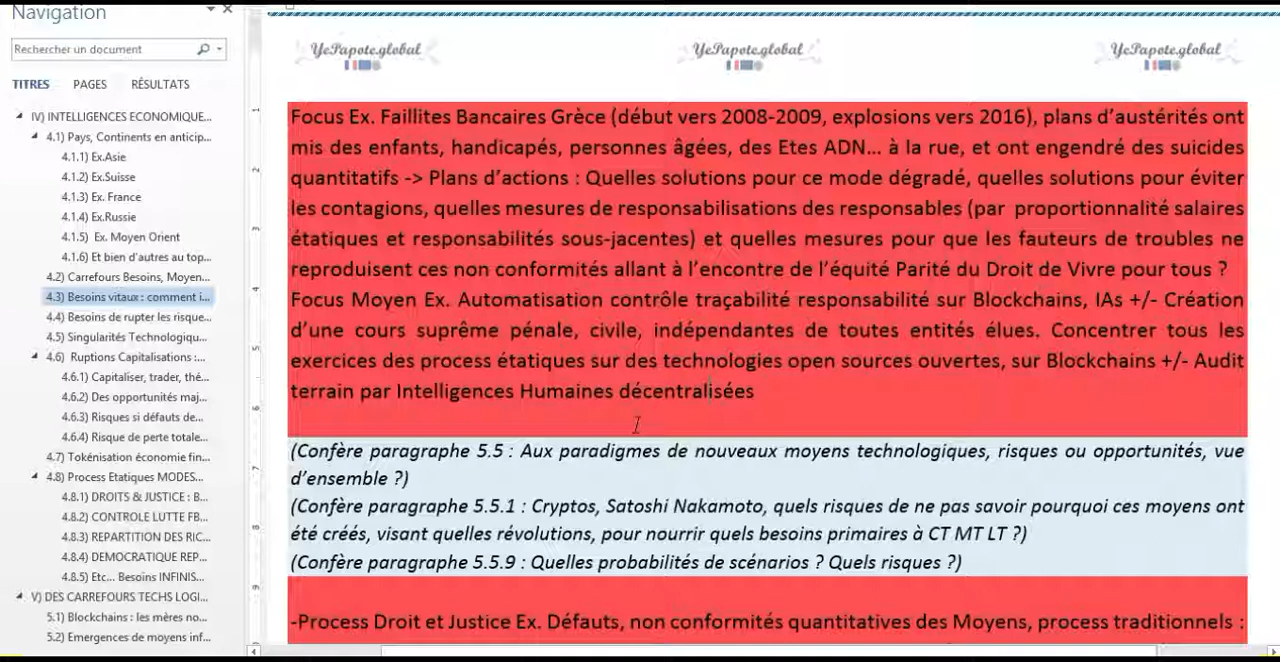 Navigation
Rechercher un document
TITRES PAGES RÉSULTATS
IV) INTELLIGENCES ECONOMIQUE...
4.1) Pays, Continents en anticip...
4.1.1) Ex.Asie
4.1.2) Ex.Suisse
4.1.3) Ex. France
4.1.4) Ex.Russie
4.1.5) Ex. Moyen Orient
4.1.6) Et bien d'autres au top...
4.2) Carrefours Besoins, Moyen...
4.3) Besoins vitaux : comment i...
4.4) Besoins de rupter les risque...
4.5) Singularités Technologiqu...
4.6) Ruptions Capitalisations :...
4.6.1) Capitaliser, trader, thé...
4.6.2) Des opportunités maj...
4.6.3) Risques si défauts de...
4.6.4) Risque de perte totale...
4.7) Tokénisation économie fin...
4.8) Process Etatiques MODES...
4.8.1) DROITS & JUSTICE : B...
4.8.2) CONTROLE LUTTE FB...
4.8.3) REPARTITION DES RIC...
4.8.4) DEMOCRATIQUE REP...
4.8.5) Etc... Besoins INFINIS...
V) DES CARREFOURS TECHS LOGI...
5.1) Blockchains : les mères no...
5.2) Emergences de moyens inf...
YePapote.global YePapote.global YePapote.global
Focus Ex. Faillites Bancaires Grèce (début vers 2008-2009, explosions vers 2016), plans d'austérités ont
mis des enfants, handicapés, personnes âgées, des Etes ADN... à la rue, et ont engendré des suicides
quantitatifs -> Plans d'actions : Quelles solutions pour ce mode dégradé, quelles solutions pour éviter
les contagions, quelles mesures de responsabilisations des responsables (par proportionnalité salaires
étatiques et responsabilités sous-jacentes) et quelles mesures pour que les fauteurs de troubles ne
reproduisent ces non conformités allant à l'encontre de l'équité Parité du Droit de Vivre pour tous ?
Focus Moyen Ex. Automatisation contrôle traçabilité responsabilité sur Blockchains, IAs +/- Création
d'une cours suprême pénale, civile, indépendantes de toutes entités élues. Concentrer tous les
exercices des process étatiques sur des technologies open sources ouvertes, sur Blockchains +/- Audit
terrain par Intelligences Humaines décentralisées
(Confère paragraphe 5.5 : Aux paradigmes de nouveaux moyens technologiques, risques ou opportunités, vue
d'ensemble ?)
(Confère paragraphe 5.5.1 : Cryptos, Satoshi Nakamoto, quels risques de ne pas savoir pourquoi ces moyens ont
été créés, visant quelles révolutions, pour nourrir quels besoins primaires à CT MT LT ?)
(Confère paragraphe 5.5.9 : Quelles probabilités de scénarios ? Quels risques ?)
-Process Droit et Justice Ex. Défauts, non conformités quantitatives des Moyens, process traditionnels :